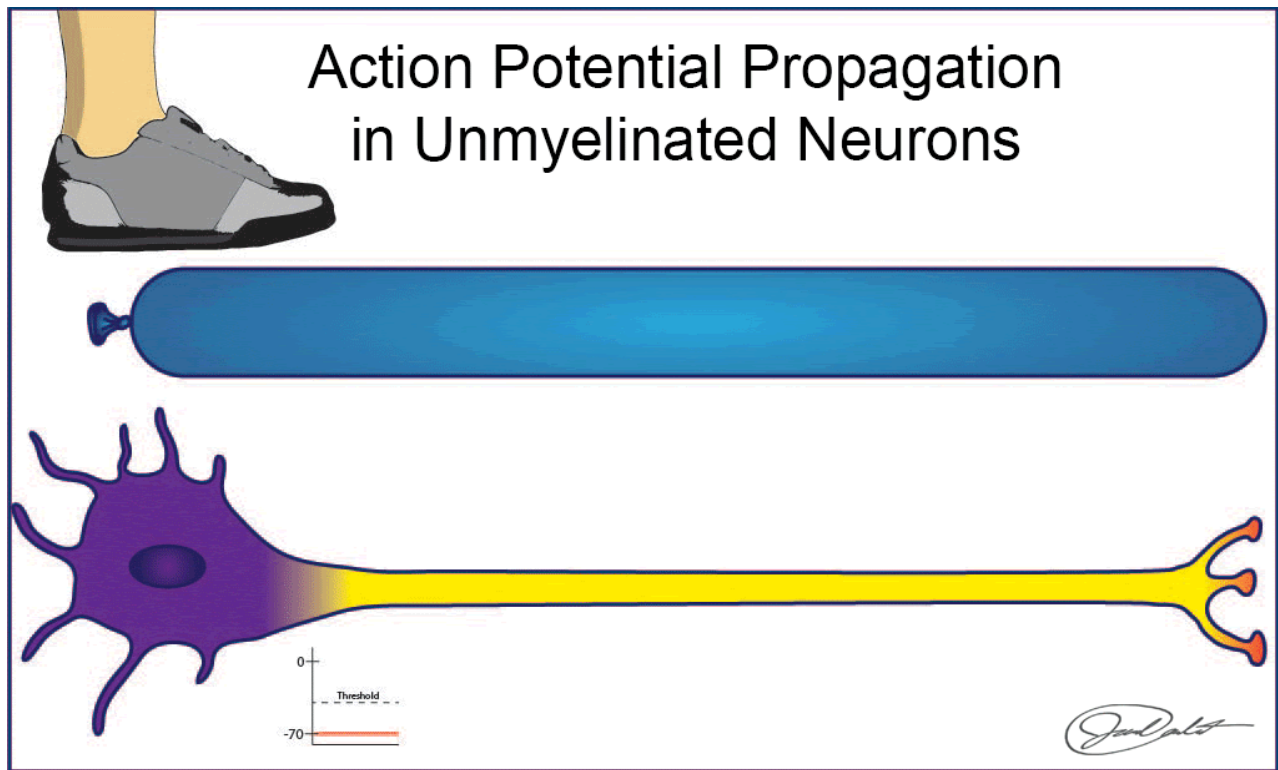 Action Potential Propagation
in Unmyelinated Neurons
0
Threshold
-70